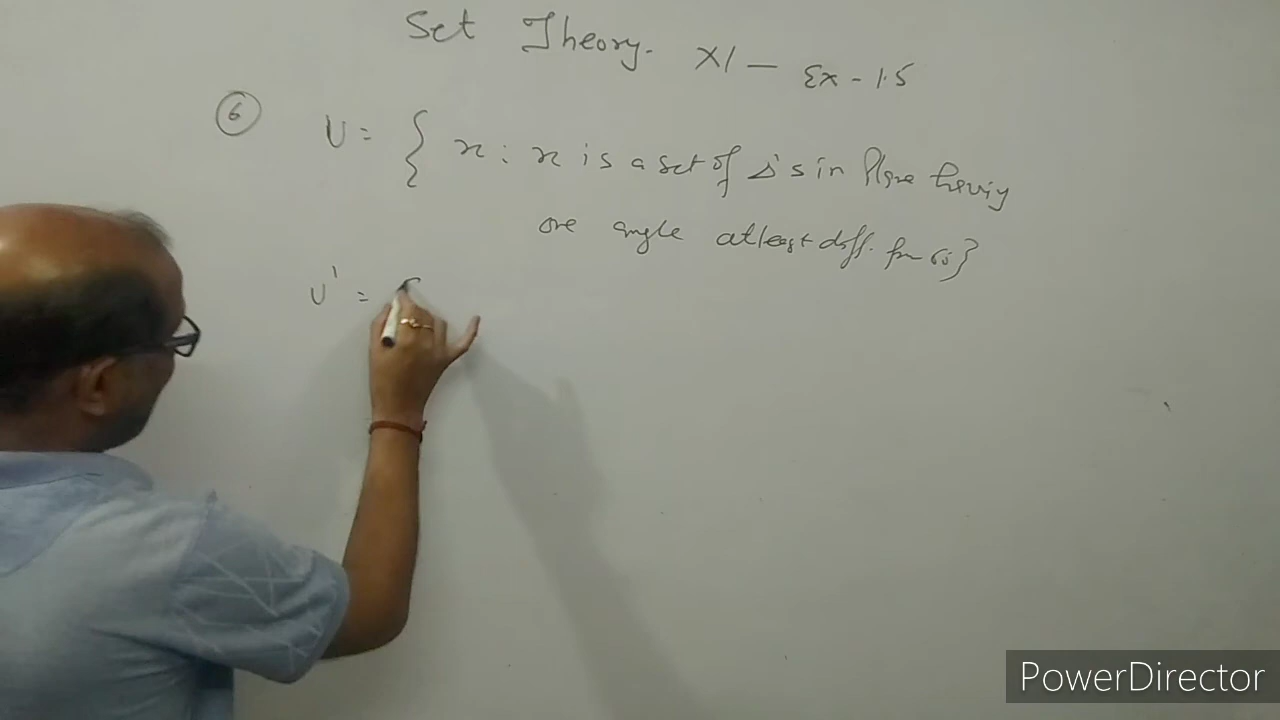 Set Theory. XI - Ex - 1.5
6 U = { x : x is a set of Δ's in Plane having
one angle atleast diff. from 60° }
U' = {
PowerDirector